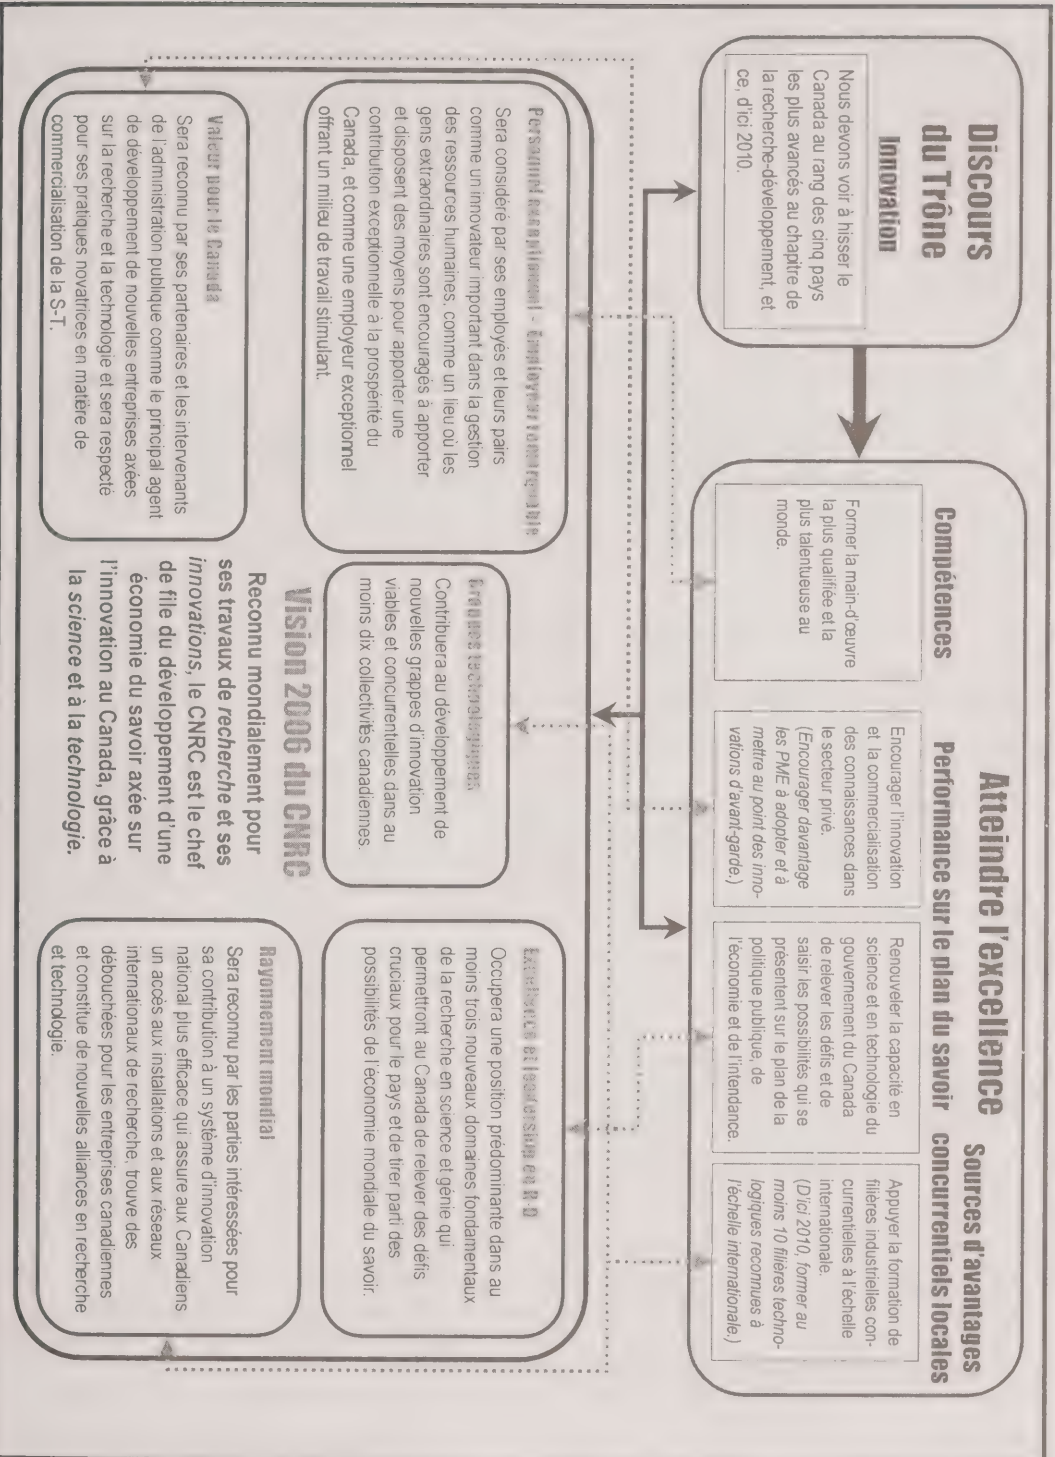 Discours
du Trône
Innovation
Nous devons voir à hisser le
Canada au rang des cinq pays
les plus avancés au chapitre de
la recherche-développement, et
ce, d'ici 2010.
Atteindre l'excellence
Compétences
Former la main-d'œuvre
la plus qualifiée et la
plus talentueuse au
monde.
Performance sur le plan du savoir
Encourager l'innovation
et la commercialisation
des connaissances dans
le secteur privé.
(Encourager davantage
les PME à adopter et à
mettre au point des inno-
vations d'avant-garde.)
Renouveler la capacité en
science et en technologie du
gouvernement du Canada
de relever les défis et de
saisir les possibilités qui se
présentent sur le plan de la
politique publique, de
l'économie et de l'intendance.
Sources d'avantages
concurrentiels locales
Appuyer la formation de
filières industrielles con-
currentielles à l'échelle
internationale.
(D'ici 2010, former au
moins 10 filières techno-
logiques reconnues à
l'échelle internationale.)
Personnel exceptionnel - Employeur remarquable
Sera considéré par ses employés et leurs pairs
comme un innovateur important dans la gestion
des ressources humaines, comme un lieu où les
gens extraordinaires sont encouragés à apporter
et disposent des moyens pour apporter une
contribution exceptionnelle à la prospérité du
Canada, et comme une employeur exceptionnel
offrant un milieu de travail stimulant.
Grappes technologiques
Contribuera au développement de
nouvelles grappes d'innovation
viables et concurrentielles dans au
moins dix collectivités canadiennes.
Excellence et leadership en R-D
Occupera une position prédominante dans au
moins trois nouveaux domaines fondamentaux
de la recherche en science et génie qui
permettront au Canada de relever des défis
cruciaux pour le pays et de tirer parti des
possibilités de l'économie mondiale du savoir.
Valeur pour le Canada
Sera reconnu par ses partenaires et les intervenants
de l'administration publique comme le principal agent
de développement de nouvelles entreprises axées
sur la recherche et la technologie et sera respecté
pour ses pratiques novatrices en matière de
commercialisation de la S-T.
Vision 2006 du CNRC
Reconnu mondialement pour
ses travaux de recherche et ses
innovations, le CNRC est le chef
de file du développement d'une
économie du savoir axée sur
l'innovation au Canada, grâce à
la science et à la technologie.
Rayonnement mondial
Sera reconnu par les parties intéressées pour
sa contribution à un système d'innovation
national plus efficace qui assure aux Canadiens
un accès aux installations et aux réseaux
internationaux de recherche, trouve des
débouchées pour les entreprises canadiennes
et constitue de nouvelles alliances en recherche
et technologie.